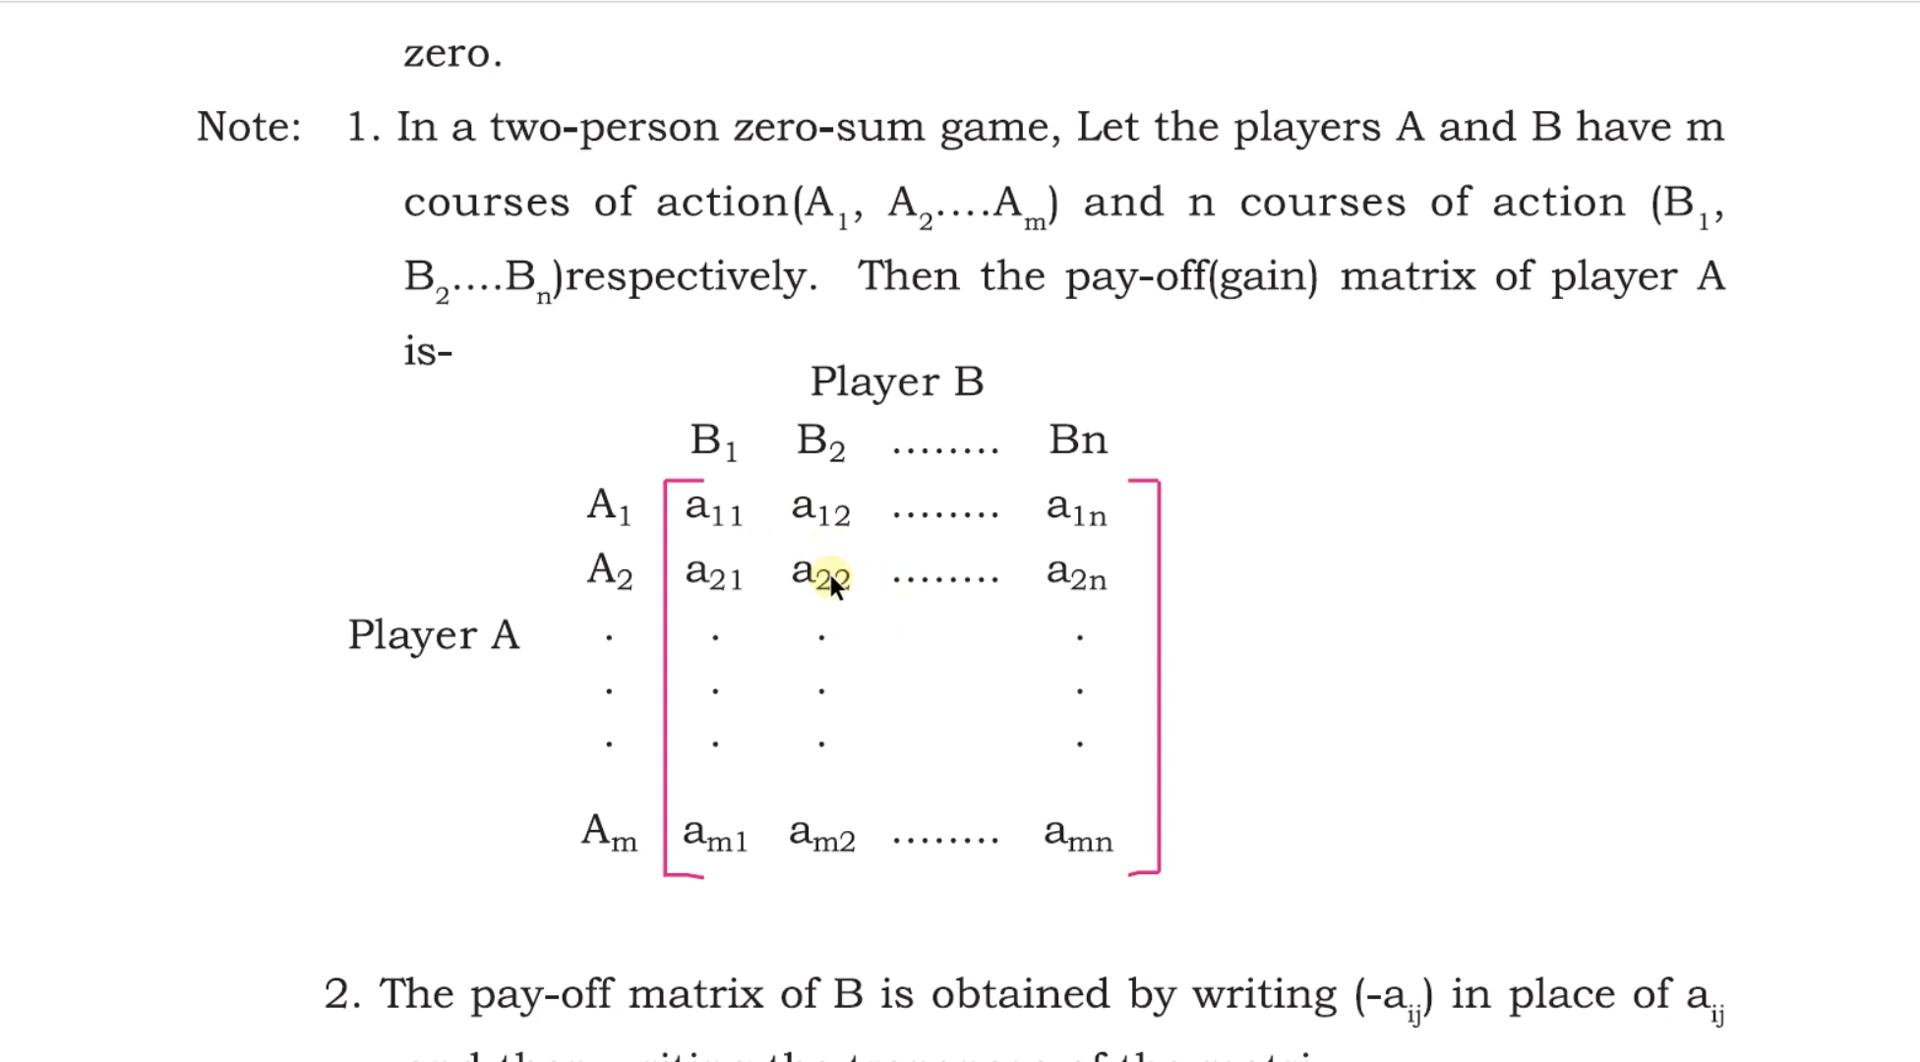 zero.
Note: 1. In a two-person zero-sum game, Let the players A and B have m
courses of action(A₁, A₂....Aₘ) and n courses of action (B₁,
B₂....Bₙ)respectively. Then the pay-off(gain) matrix of player A
is-
Player B
B₁ B₂ ........ Bn
A₁ a₁₁ a₁₂ ........ a₁ₙ
A₂ a₂₁ a₂₂ ........ a₂ₙ
Player A . . . .
. . . .
. . . .
Aₘ aₘ₁ aₘ₂ ........ aₘₙ
2. The pay-off matrix of B is obtained by writing (-aᵢⱼ) in place of aᵢⱼ